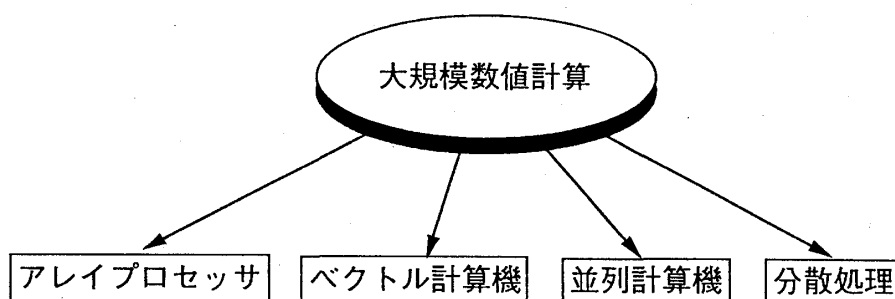 大規模数値計算
アレイプロセッサ
ベクトル計算機
並列計算機
分散処理